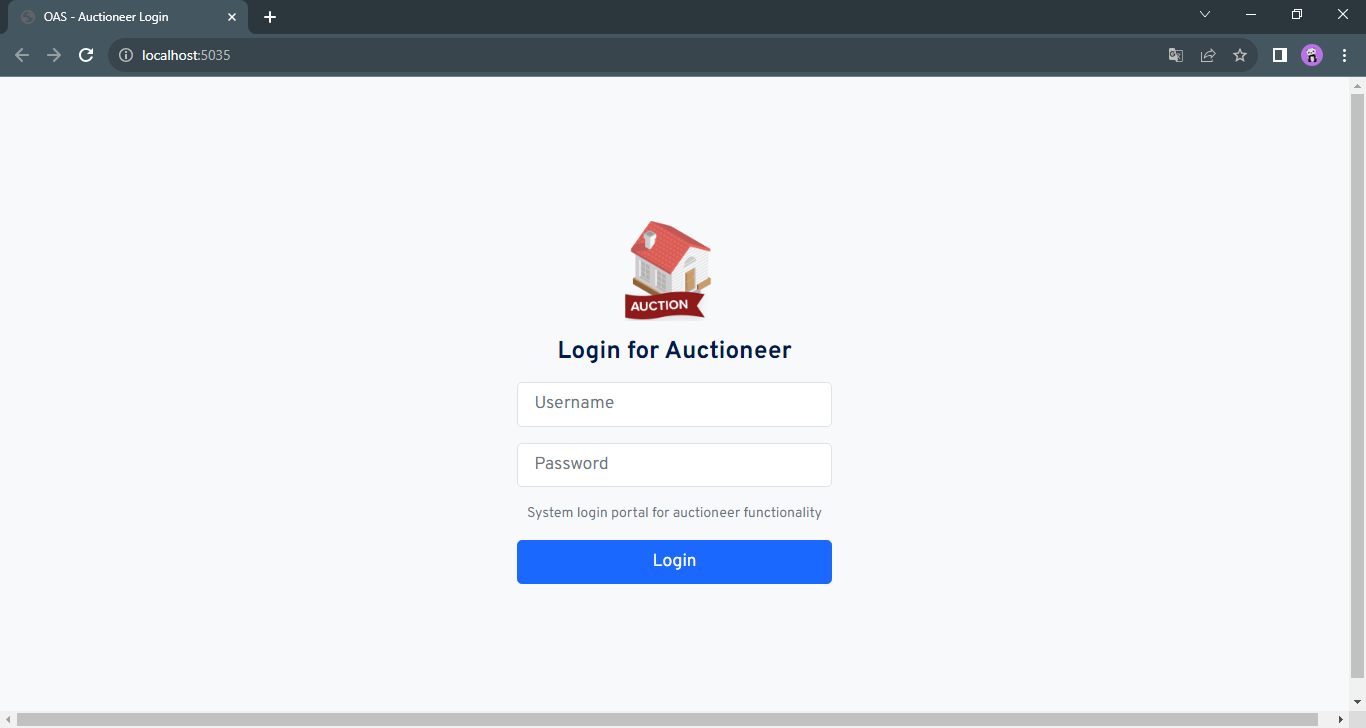 OAS - Auctioneer Login
localhost:5035
AUCTION
Login for Auctioneer
Username
Password
System login portal for auctioneer functionality
Login